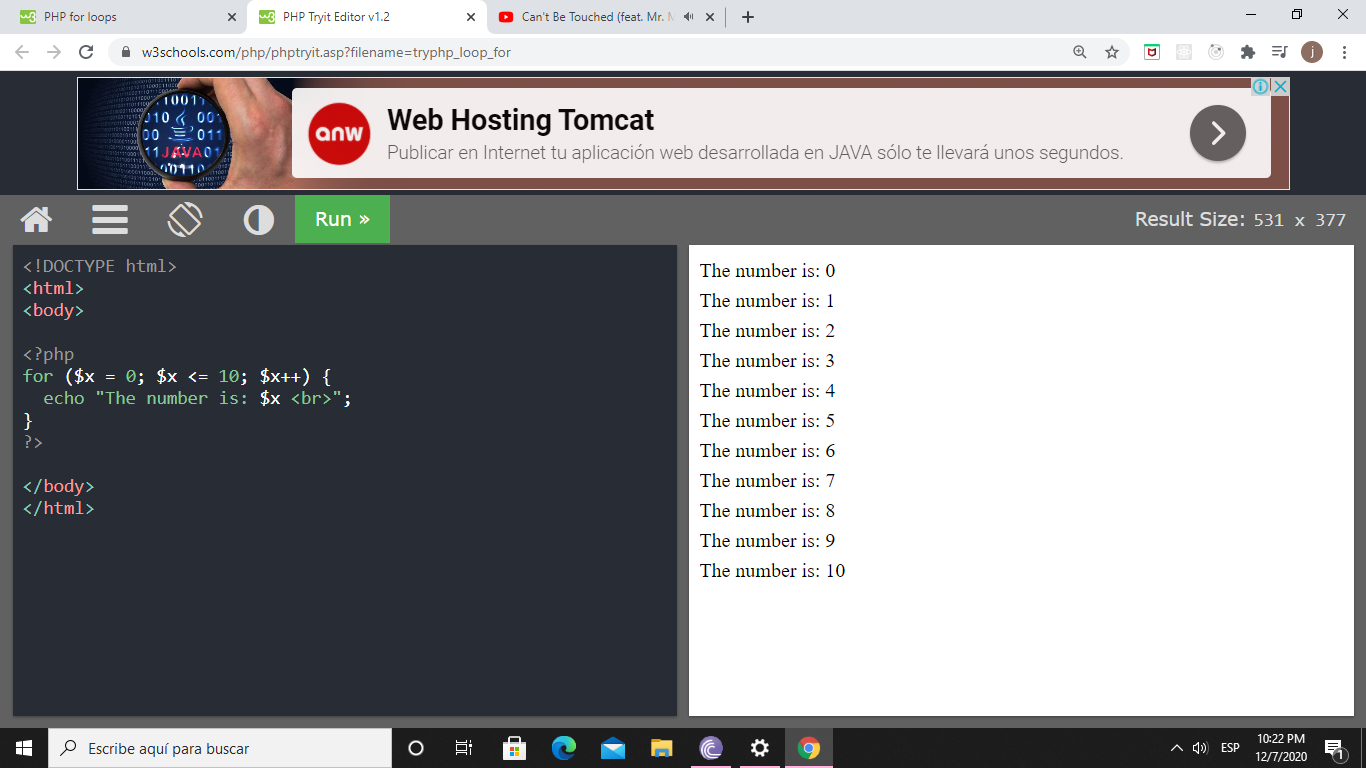 PHP for loops
PHP Tryit Editor v1.2
Can't Be Touched (feat. Mr. M
w3schools.com/php/phptryit.asp?filename=tryphp_loop_for
j
JAVA
anw
Web Hosting Tomcat
Publicar en Internet tu aplicación web desarrollada en JAVA sólo te llevará unos segundos.
Run »
Result Size: 531 x 377
<!DOCTYPE html>
<html>
<body>
<?php
for ($x = 0; $x <= 10; $x++) {
  echo "The number is: $x <br>";
}
?>
</body>
</html>
The number is: 0
The number is: 1
The number is: 2
The number is: 3
The number is: 4
The number is: 5
The number is: 6
The number is: 7
The number is: 8
The number is: 9
The number is: 10
Escribe aquí para buscar
ESP
10:22 PM
12/7/2020
1